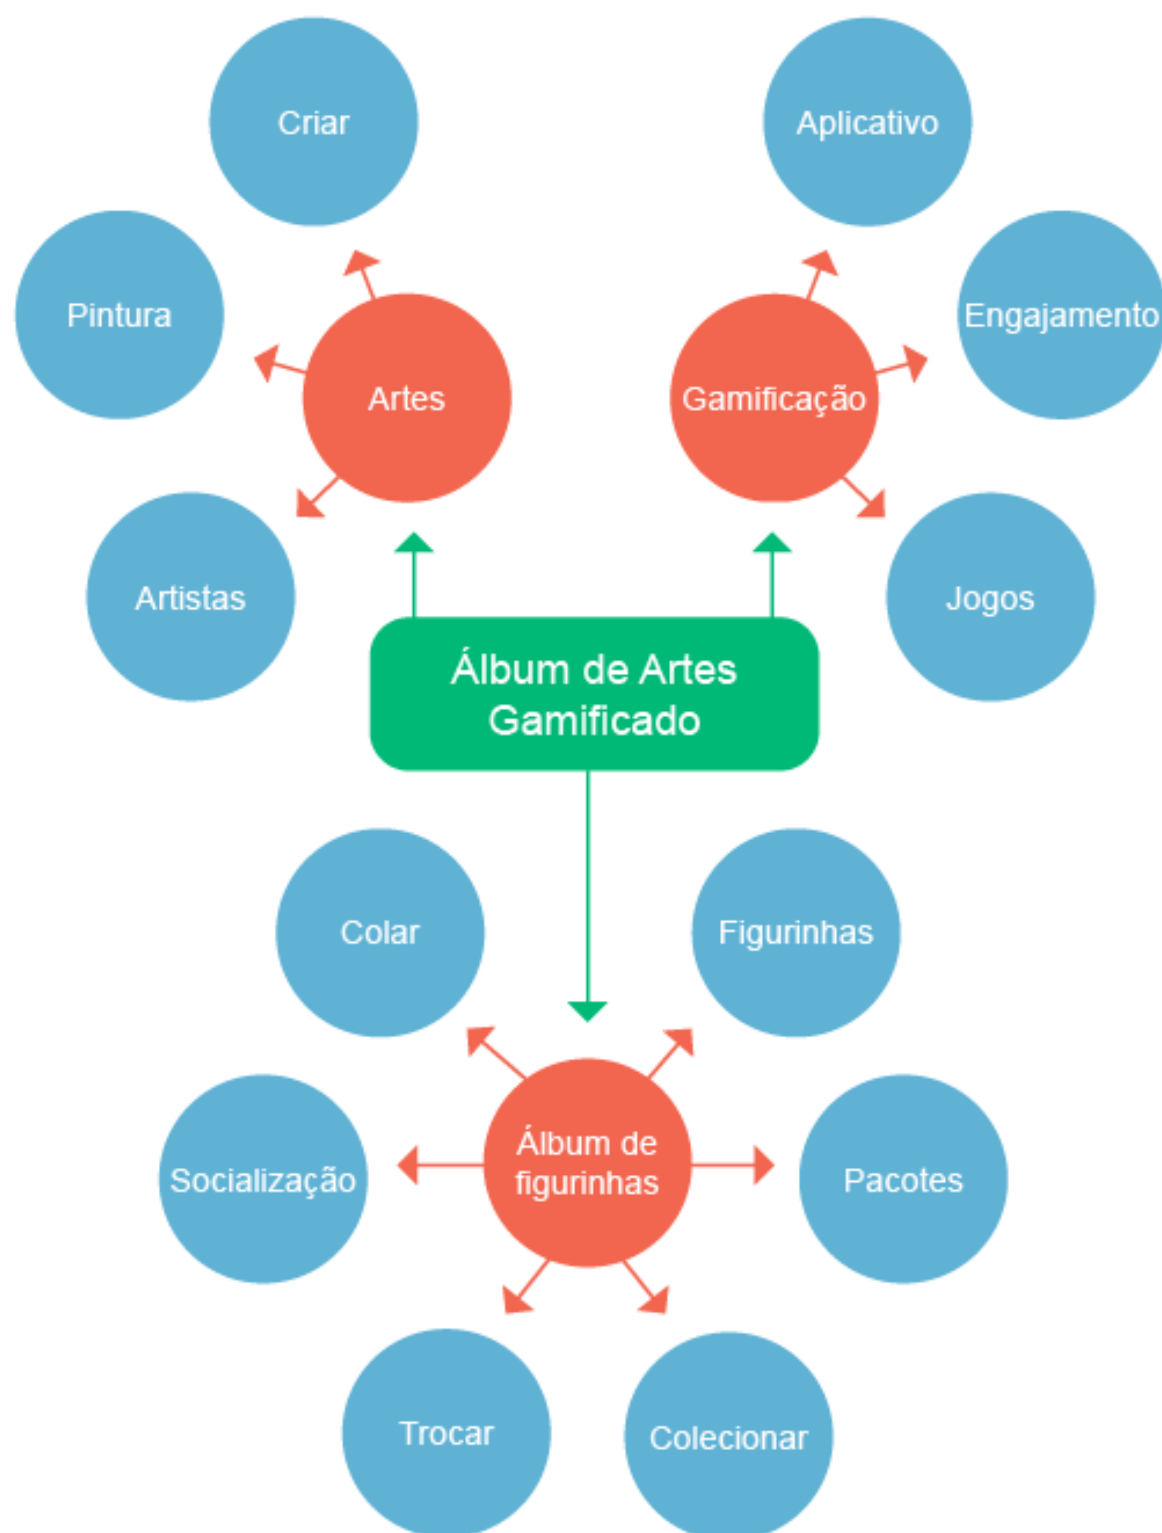 Criar
Aplicativo
Pintura
Engajamento
Artes
Gamificação
Artistas
Jogos
Álbum de Artes
Gamificado
Colar
Figurinhas
Álbum de
figurinhas
Socialização
Pacotes
Trocar
Colecionar